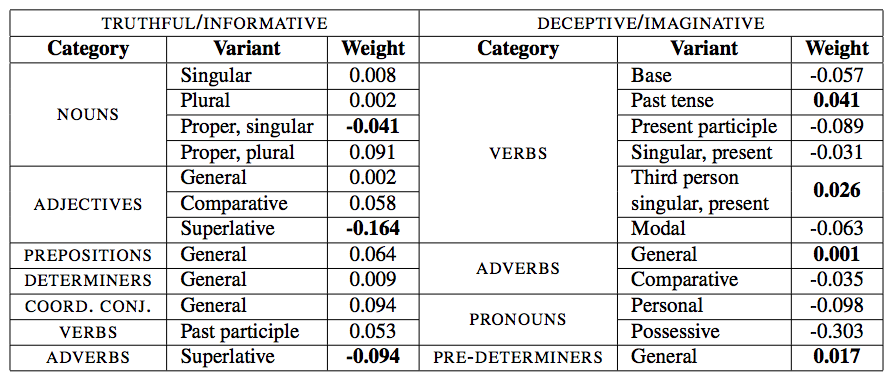 TRUTHFUL/INFORMATIVE DECEPTIVE/IMAGINATIVE
Category Variant Weight Category Variant Weight
NOUNS Singular 0.008 VERBS Base -0.057
Plural 0.002 Past tense 0.041
Proper, singular -0.041 Present participle -0.089
Proper, plural 0.091 Singular, present -0.031
ADJECTIVES General 0.002 Third person singular, present 0.026
Comparative 0.058
Superlative -0.164 Modal -0.063
PREPOSITIONS General 0.064 ADVERBS General 0.001
DETERMINERS General 0.009 Comparative -0.035
COORD. CONJ. General 0.094 PRONOUNS Personal -0.098
VERBS Past participle 0.053 Possessive -0.303
ADVERBS Superlative -0.094 PRE-DETERMINERS General 0.017